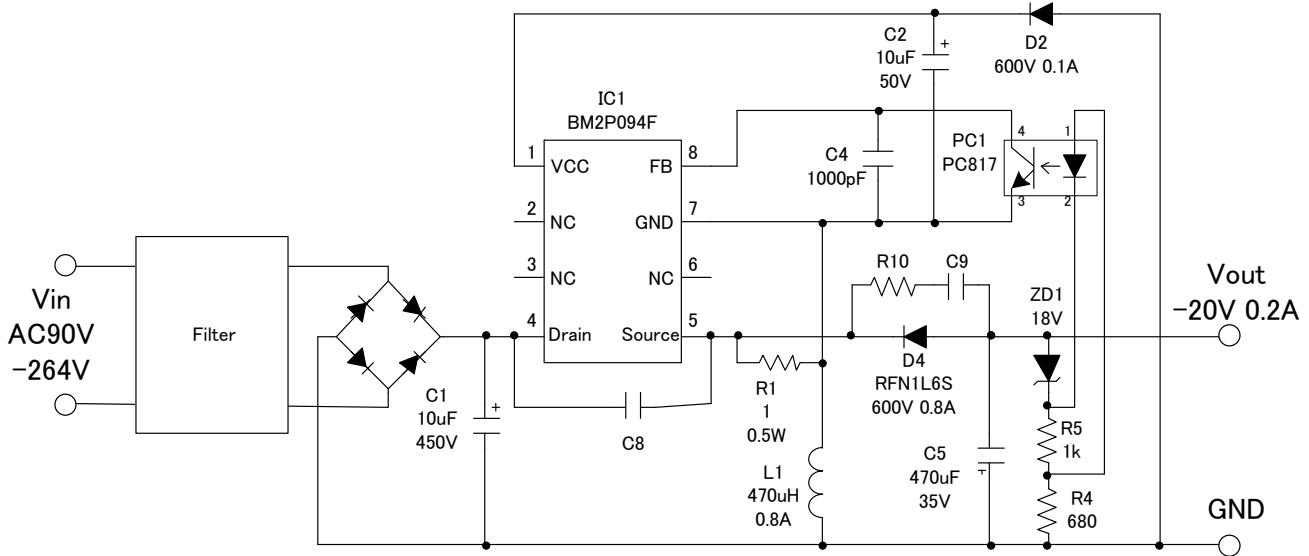 C2
10uF
50V
D2
600V 0.1A
IC1
BM2P094F
1
VCC
FB
8
2
NC
GND
7
3
NC
NC
6
4
Drain
Source
5
C4
1000pF
PC1
PC817
4
1
3
2
Vin
AC90V
-264V
Filter
C1
10uF
+
450V
+
C8
R1
1
0.5W
L1
470uH
0.8A
R10
C9
D4
RFN1L6S
600V 0.8A
C5
470uF
35V
+
ZD1
18V
R5
1k
R4
680
Vout
-20V 0.2A
GND